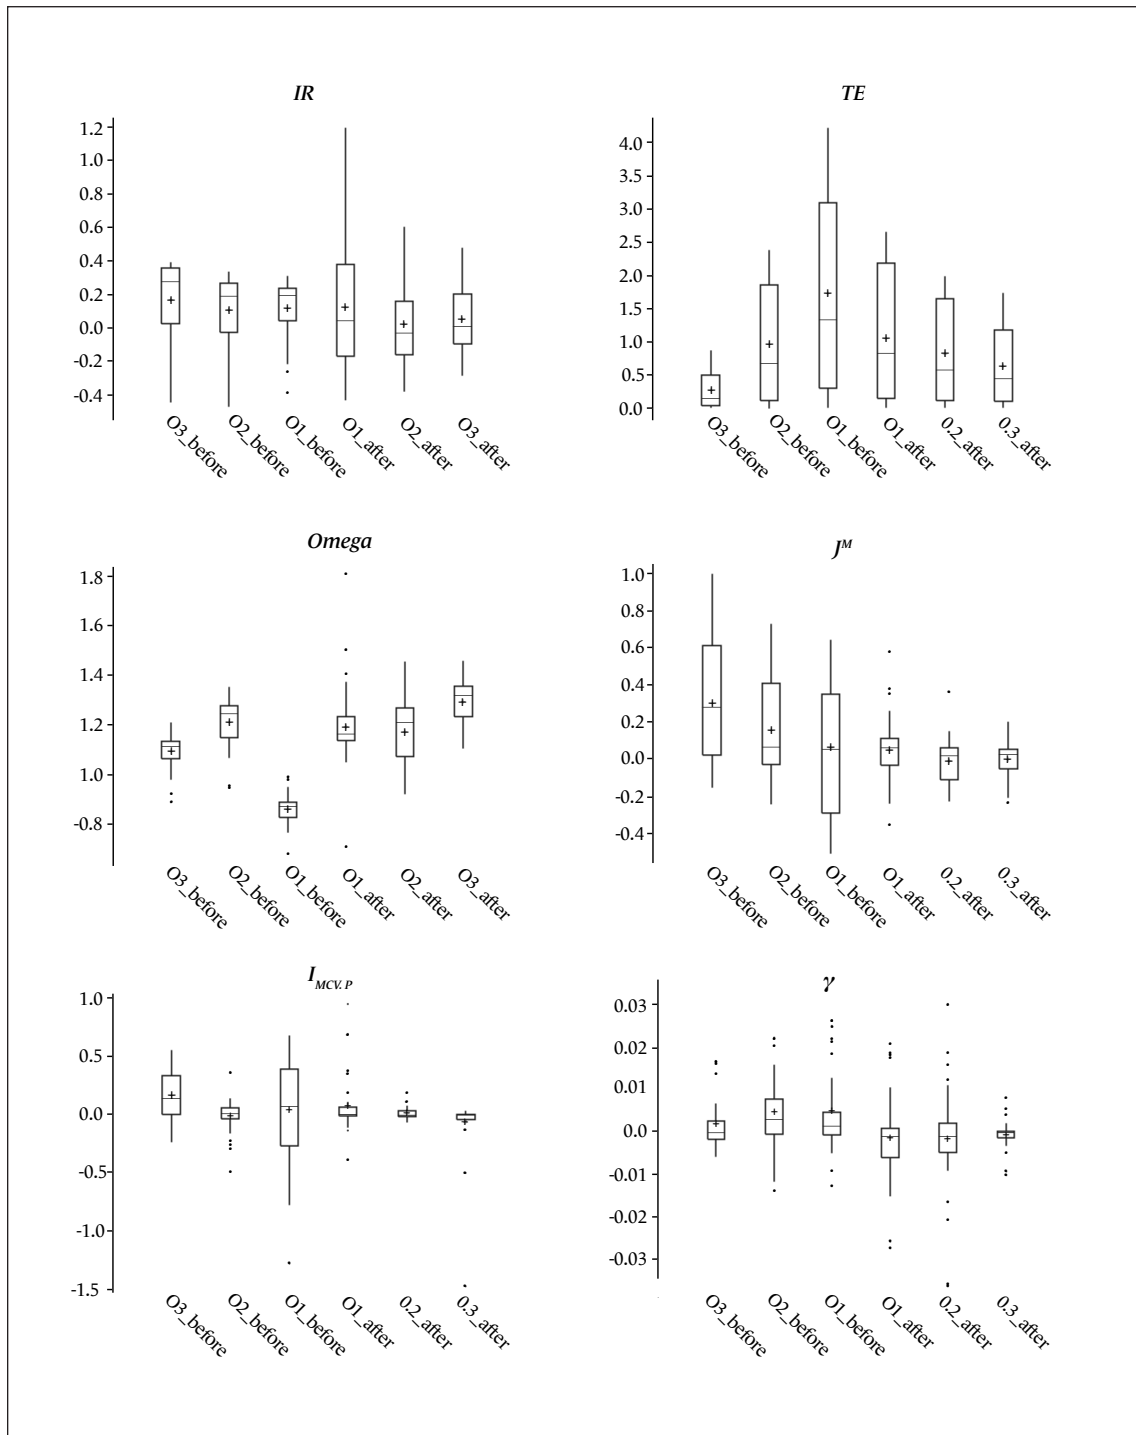 IR
1.2
1.0
0.8
0.6
0.4
0.2
0.0
-0.2
-0.4
O3_before
O2_before
O1_before
O1_after
O2_after
O3_after
TE
4.0
3.5
3.0
2.5
2.0
1.5
1.0
0.5
0.0
O3_before
O2_before
O1_before
O1_after
0.2_after
0.3_after
Omega
1.8
1.6
1.4
1.2
1.0
-0.8
O3_before
O2_before
O1_before
O1_after
O2_after
O3_after
J^M
1.0
0.8
0.6
0.4
0.2
0.0
-0.2
-0.4
O3_before
O2_before
O1_before
O1_after
0.2_after
0.3_after
I_MCV.P
1.0
0.5
0.0
-0.5
-1.0
-1.5
O3_before
O2_before
O1_before
O1_after
0.2_after
0.3_after
γ
0.03
0.02
0.01
0.0
-0.01
-0.02
-0.03
O3_before
O2_before
O1_before
O1_after
0.2_after
0.3_after